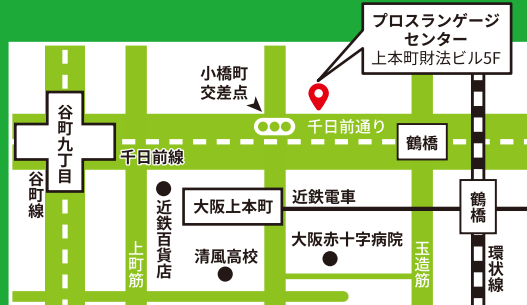 プロスランゲージ
センター
上本町財法ビル5F
小橋町
交差点
谷町九丁目
千日前通り
鶴橋
千日前線
谷町線
近鉄百貨店
大阪上本町
近鉄電車
鶴橋
上町筋
清風高校
大阪赤十字病院
玉造筋
環状線